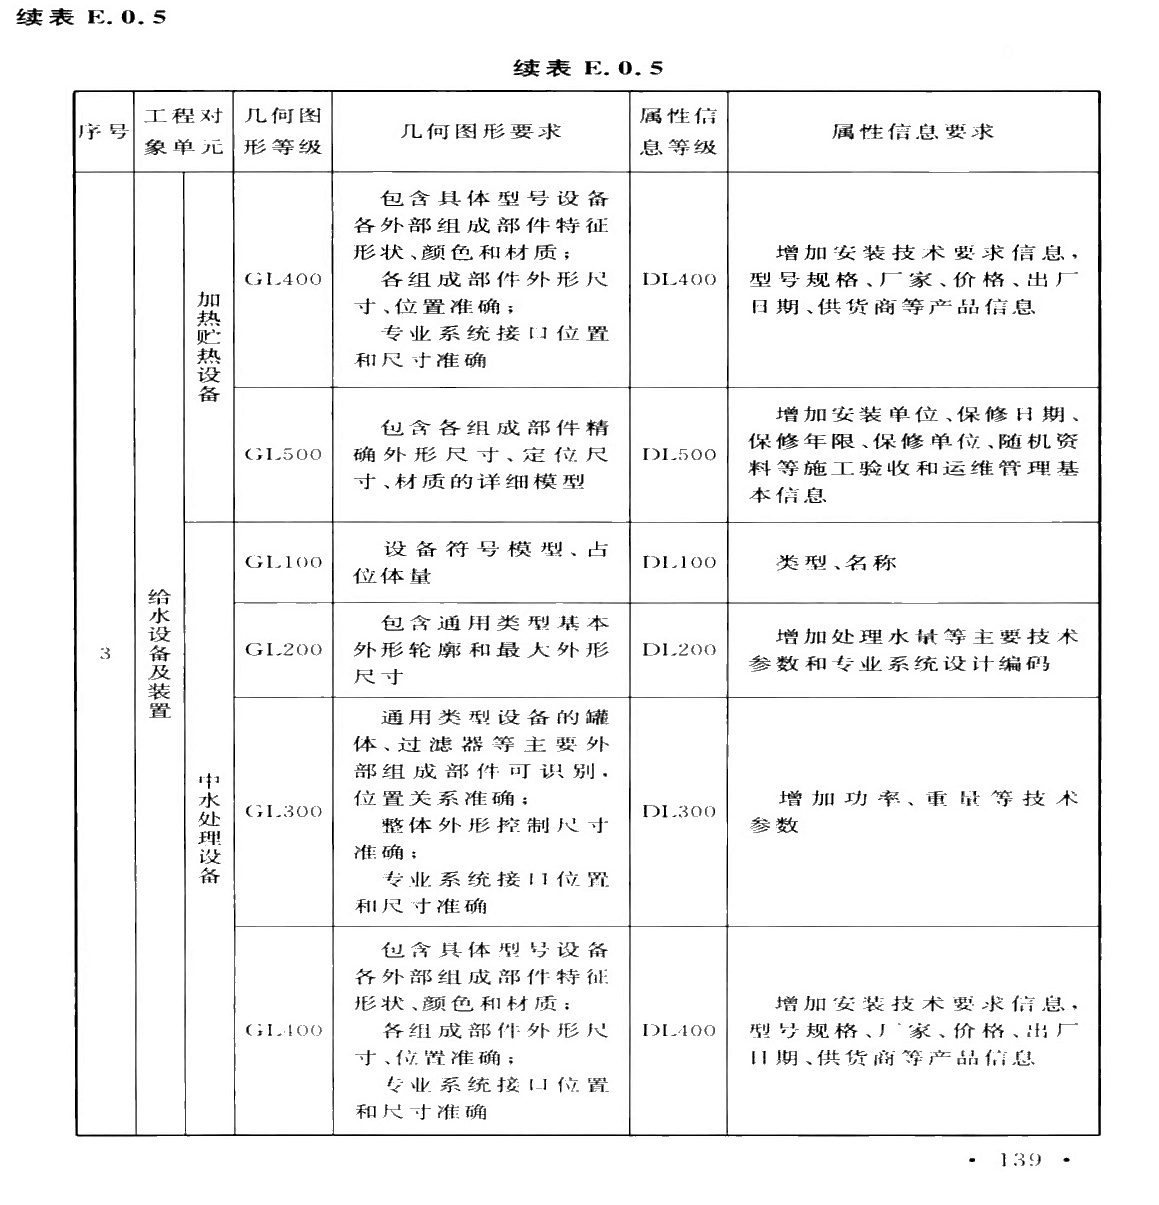 续表 E.0.5
续表 E.0.5
序号
工程对
象单元
几何图
形等级
几何图形要求
属性信
息等级
属性信息要求
3
给水设备及装置
加热贮热设备
GL400
包含具体型号设备
各外部组成部件特征
形状、颜色和材质；
各组成部件外形尺
寸、位置准确；
专业系统接口位置
和尺寸准确
DL400
增加安装技术要求信息，
型号规格、厂家、价格、出厂
日期、供货商等产品信息
GL500
包含各组成部件精
确外形尺寸、定位尺
寸、材质的详细模型
DL500
增加安装单位、保修日期、
保修年限、保修单位、随机资
料等施工验收和运维管理基
本信息
中水处理设备
GL100
设备符号模型、占
位体量
DL100
类型、名称
GL200
包含通用类型基本
外形轮廓和最大外形
尺寸
DL200
增加处理水量等主要技术
参数和专业系统设计编码
GL300
通用类型设备的罐
体、过滤器等主要外
部组成部件可识别，
位置关系准确；
整体外形控制尺寸
准确；
专业系统接口位置
和尺寸准确
DL300
增加功率、重量等技术
参数
GL400
包含具体型号设备
各外部组成部件特征
形状、颜色和材质；
各组成部件外形尺
寸、位置准确；
专业系统接口位置
和尺寸准确
DL400
增加安装技术要求信息，
型号规格、厂家、价格、出厂
日期、供货商等产品信息
· 139 ·